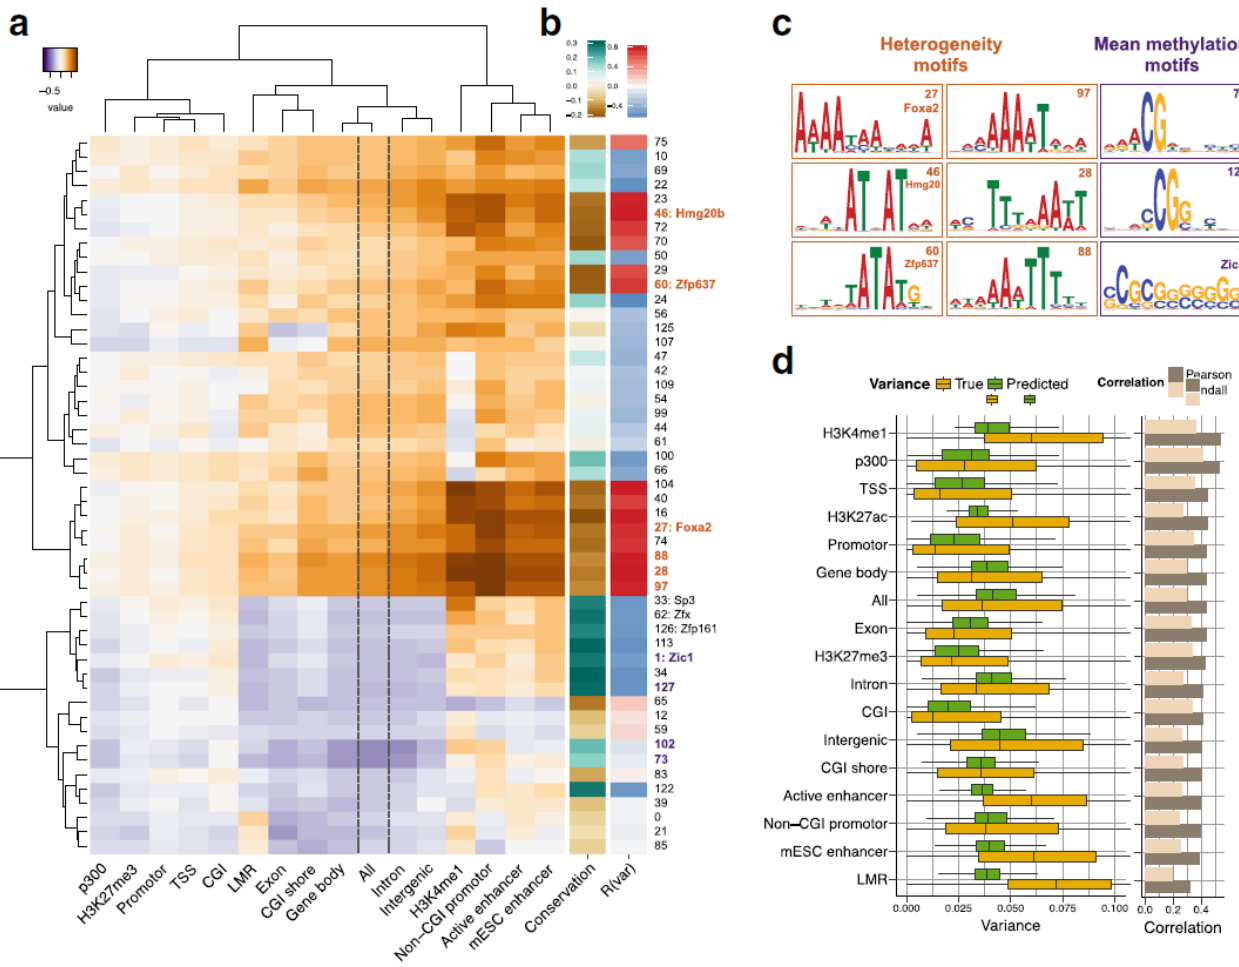 a
b
c
d
−0.5
value
0.3
0.2
0.1
0.0
−0.1
−0.2
0.8
0.4
0.0
−0.4
75
10
69
22
23
46: Hmg20b
72
70
50
29
60: Zfp637
24
56
125
107
47
42
109
54
99
44
61
100
66
104
40
16
27: Foxa2
74
88
28
97
33: Sp3
62: Zfx
126: Zfp161
113
1: Zic1
34
127
65
12
59
102
73
83
122
39
0
21
85
p300
H3K27me3
Promotor
TSS
CGI
LMR
Exon
CGI shore
Gene body
All
Intron
Intergenic
H3K4me1
Non−CGI promotor
Active enhancer
mESC enhancer
Conservation
R(var)
Heterogeneity
motifs
Mean methylation
motifs
27
Foxa2
97
7
46
Hmg20
28
12
60
Zfp637
88
Zic
Variance True Predicted
Correlation Pearson
ndall
H3K4me1
p300
TSS
H3K27ac
Promotor
Gene body
All
Exon
H3K27me3
Intron
CGI
Intergenic
CGI shore
Active enhancer
Non−CGI promotor
mESC enhancer
LMR
0.000 0.025 0.050 0.075 0.100
Variance
0.0 0.2 0.4
Correlation